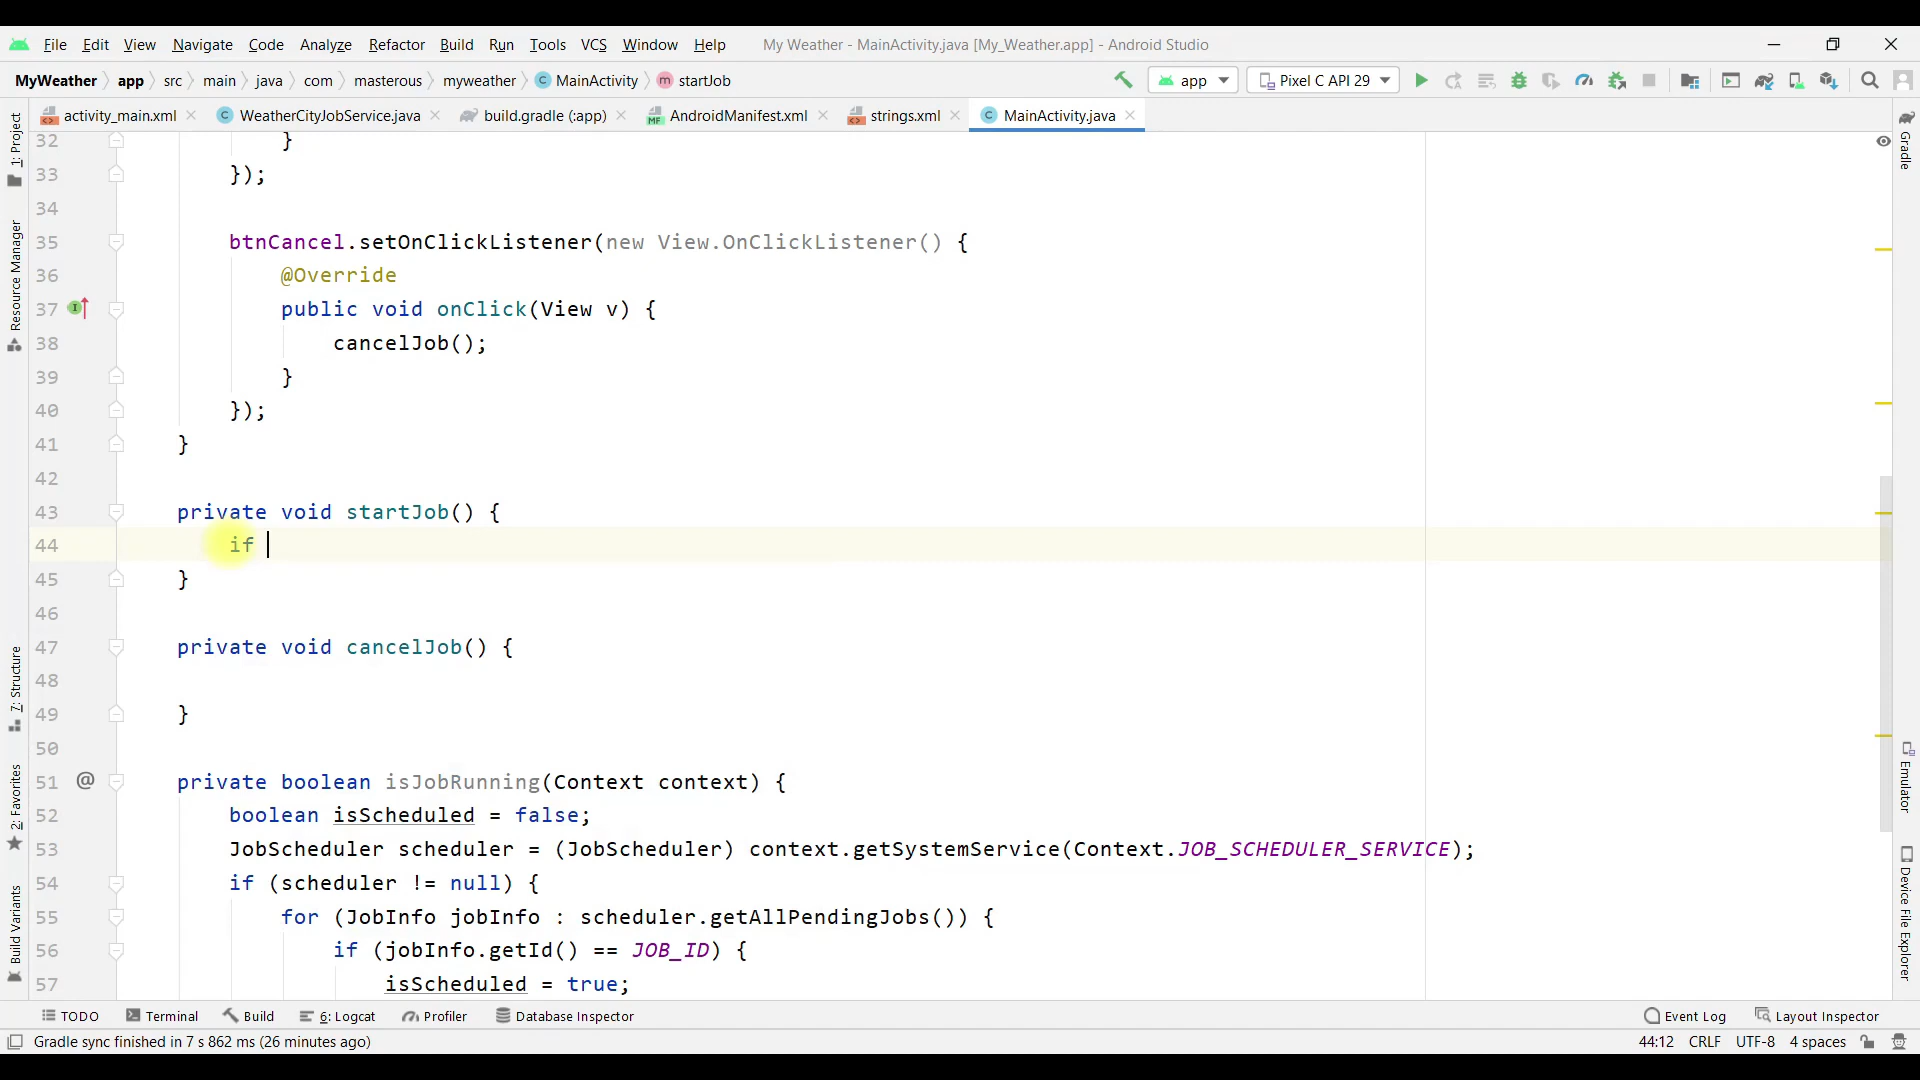 File Edit View Navigate Code Analyze Refactor Build Run Tools VCS Window Help My Weather - MainActivity.java [My_Weather.app] - Android Studio
MyWeather app src main java com masterous myweather MainActivity startJob app Pixel C API 29
activity_main.xml WeatherCityJobService.java build.gradle (:app) AndroidManifest.xml strings.xml MainActivity.java
1: Project
Resource Manager
7: Structure
2: Favorites
Build Variants
32 }
33 });
34
35 btnCancel.setOnClickListener(new View.OnClickListener() {
36 @Override
37 public void onClick(View v) {
38 cancelJob();
39 }
40 });
41 }
42
43 private void startJob() {
44 if
45 }
46
47 private void cancelJob() {
48
49 }
50
51 @ private boolean isJobRunning(Context context) {
52 boolean isScheduled = false;
53 JobScheduler scheduler = (JobScheduler) context.getSystemService(Context.JOB_SCHEDULER_SERVICE);
54 if (scheduler != null) {
55 for (JobInfo jobInfo : scheduler.getAllPendingJobs()) {
56 if (jobInfo.getId() == JOB_ID) {
57 isScheduled = true;
Gradle
Emulator
Device File Explorer
TODO Terminal Build 6: Logcat Profiler Database Inspector Event Log Layout Inspector
Gradle sync finished in 7 s 862 ms (26 minutes ago) 44:12 CRLF UTF-8 4 spaces